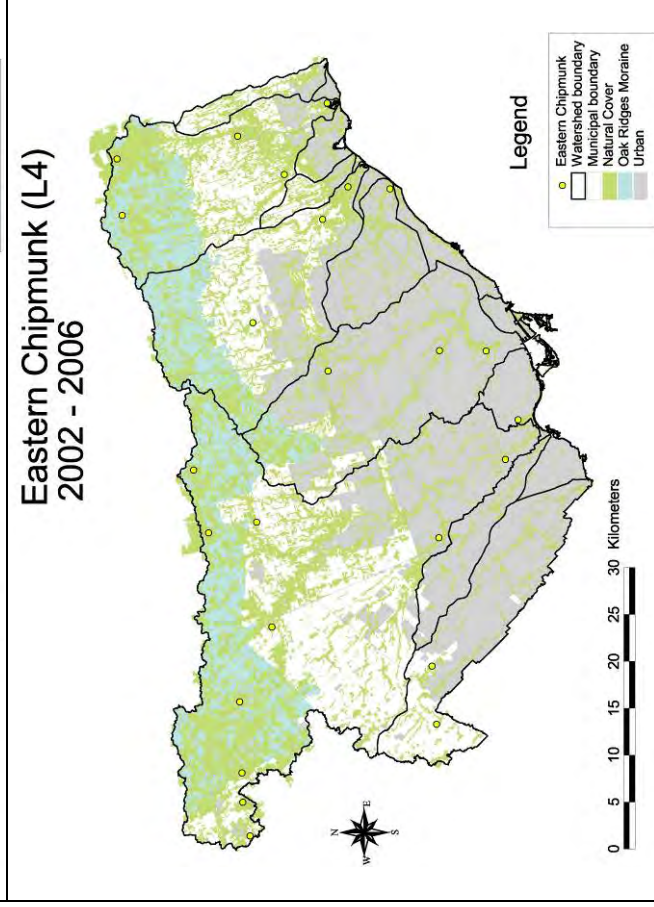 Eastern Chipmunk (L4)
2002 - 2006
Legend
Eastern Chipmunk
Watershed boundary
Municipal boundary
Natural Cover
Oak Ridges Moraine
Urban
N
W
E
S
0 5 10 15 20 25 30 Kilometers